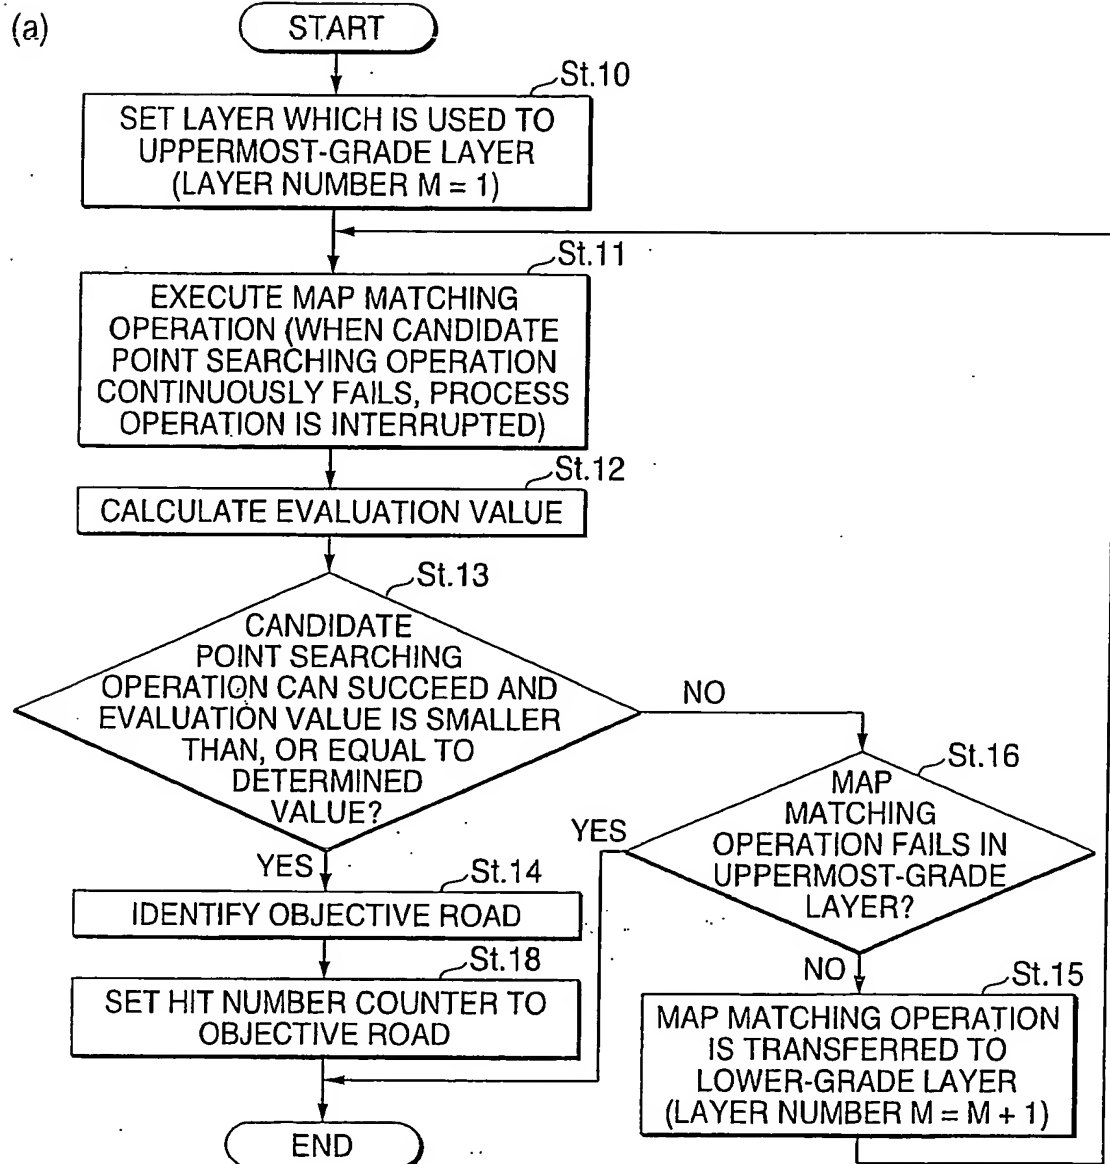 (a)
START
St.10
SET LAYER WHICH IS USED TO
UPPERMOST-GRADE LAYER
(LAYER NUMBER M = 1)
St.11
EXECUTE MAP MATCHING
OPERATION (WHEN CANDIDATE
POINT SEARCHING OPERATION
CONTINUOUSLY FAILS, PROCESS
OPERATION IS INTERRUPTED)
St.12
CALCULATE EVALUATION VALUE
St.13
CANDIDATE
POINT SEARCHING
OPERATION CAN SUCCEED AND
EVALUATION VALUE IS SMALLER
THAN, OR EQUAL TO
DETERMINED
VALUE?
NO
YES
St.14
IDENTIFY OBJECTIVE ROAD
St.18
SET HIT NUMBER COUNTER TO
OBJECTIVE ROAD
St.16
MAP
MATCHING
OPERATION FAILS IN
UPPERMOST-GRADE
LAYER?
YES
NO
St.15
MAP MATCHING OPERATION
IS TRANSFERRED TO
LOWER-GRADE LAYER
(LAYER NUMBER M = M + 1)
END